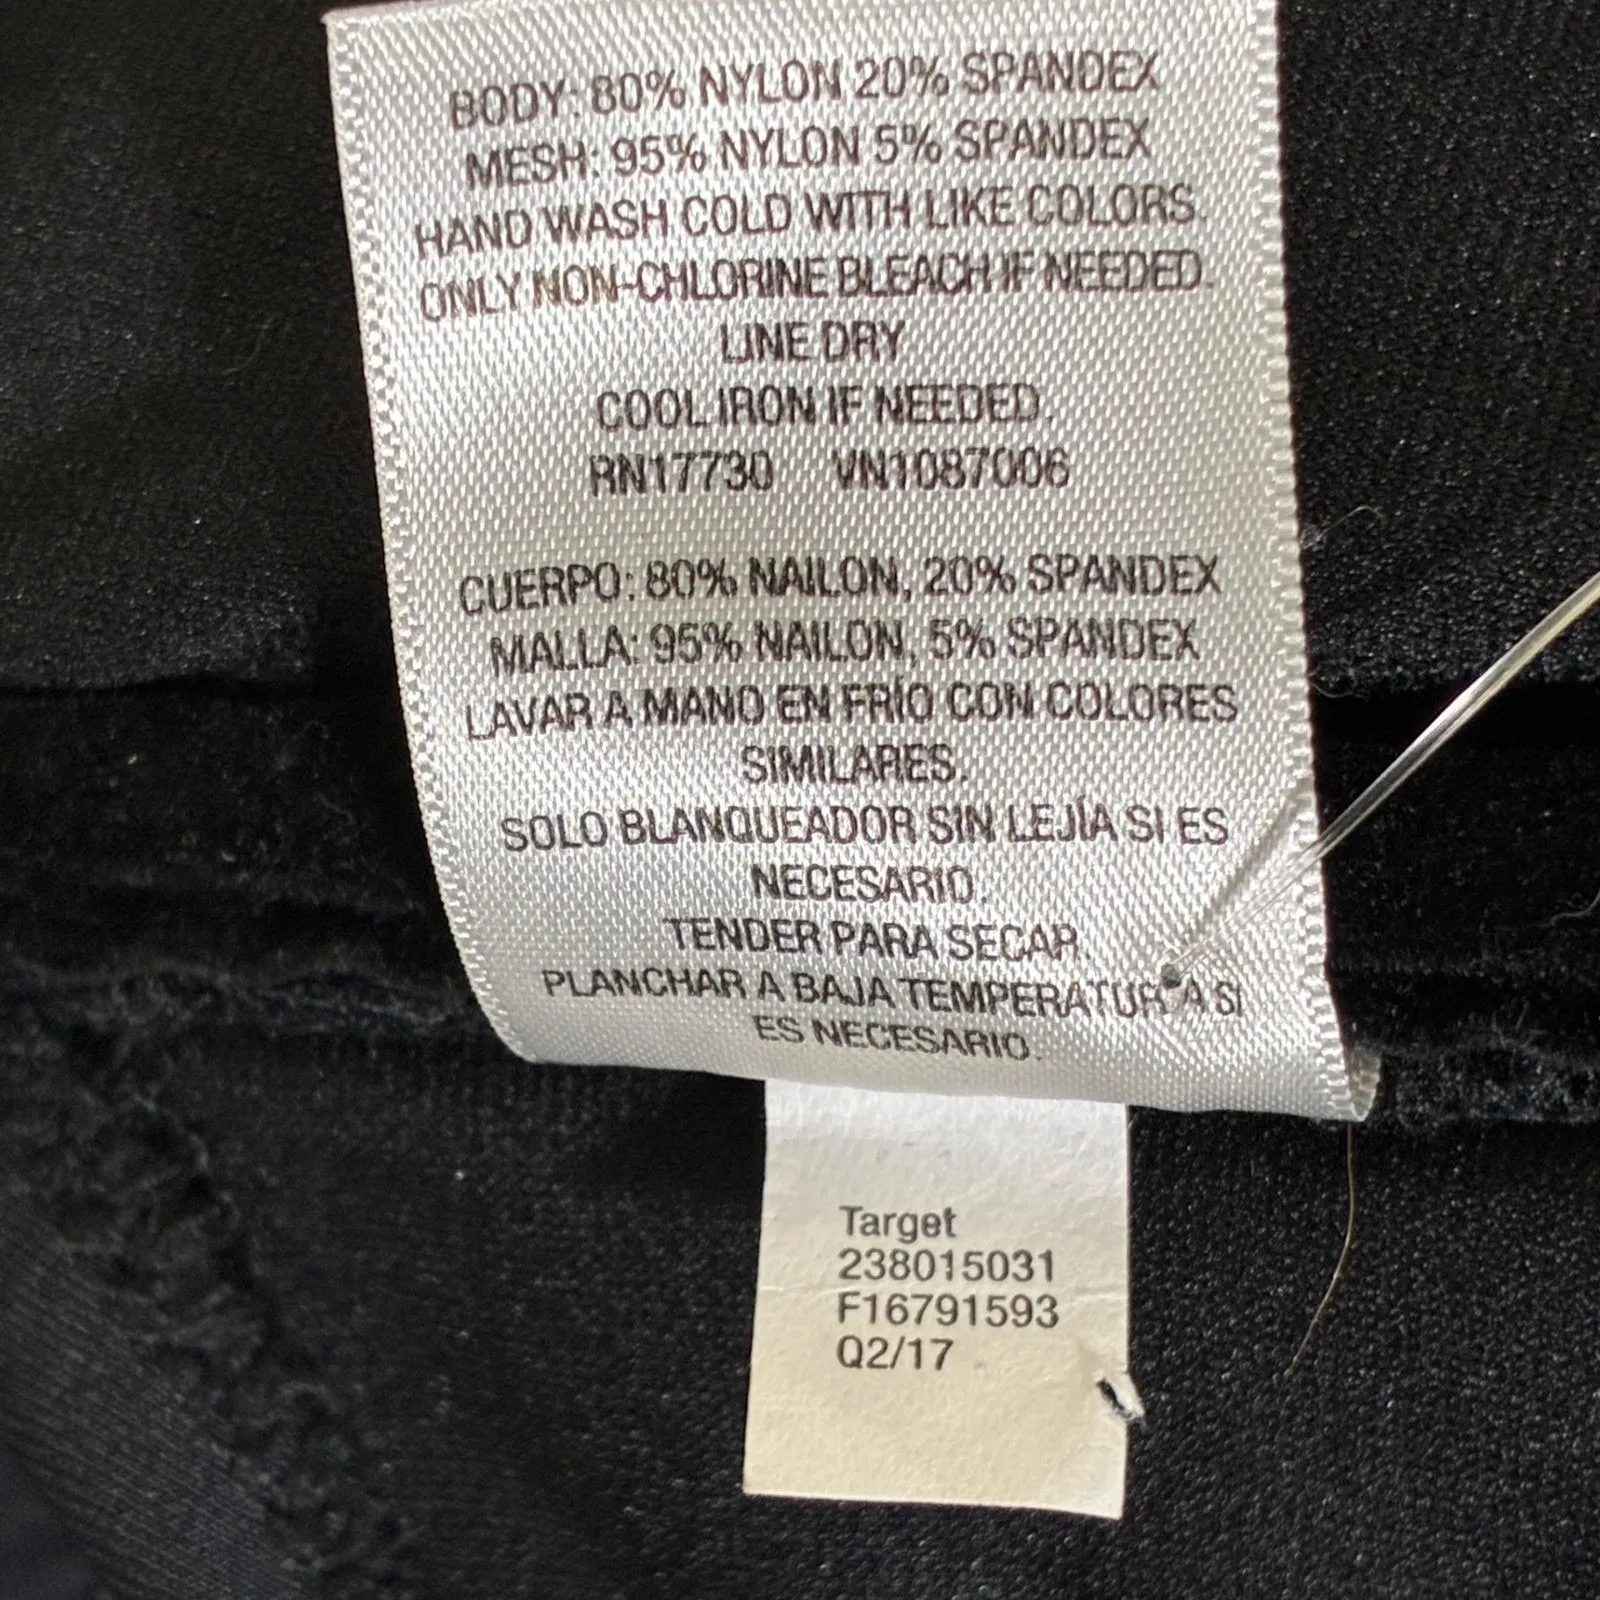 BODY: 80% NYLON 20% SPANDEX
MESH: 95% NYLON 5% SPANDEX
HAND WASH COLD WITH LIKE COLORS.
ONLY NON-CHLORINE BLEACH IF NEEDED.
LINE DRY
COOL IRON IF NEEDED.
RN17730 VN1087006
CUERPO: 80% NAILON, 20% SPANDEX
MALLA: 95% NAILON, 5% SPANDEX
LAVAR A MANO EN FRÍO CON COLORES
SIMILARES.
SOLO BLANQUEADOR SIN LEJÍA SI ES
NECESARIO.
TENDER PARA SECAR.
PLANCHAR A BAJA TEMPERATURA SI
ES NECESARIO.
Target
238015031
F16791593
Q2/17